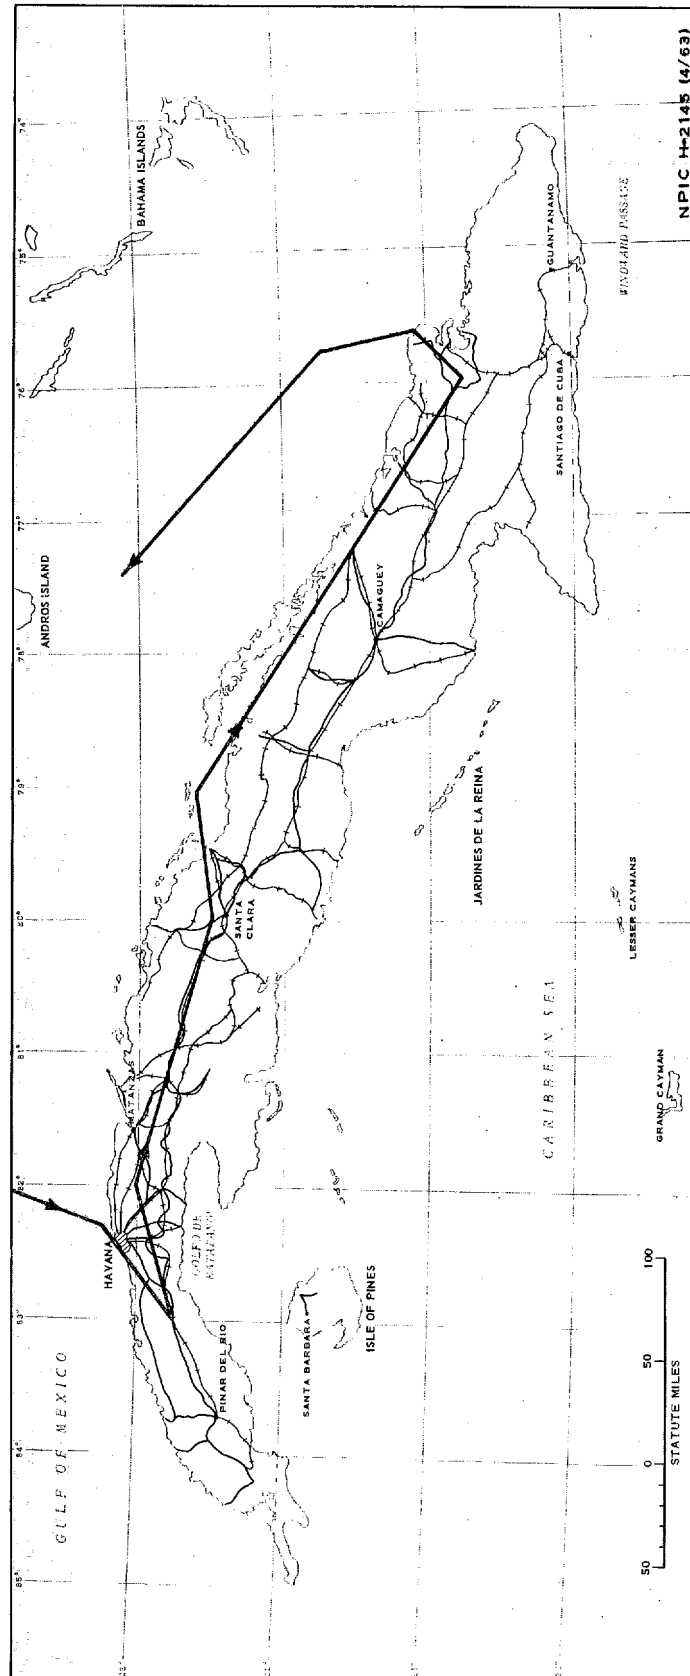 GULF OF MEXICO
HAVANA
MATANZAS
PINAR DEL RIO
GOLFO DE
BATABANO
SANTA BARBARA
ISLE OF PINES
SANTA
CLARA
CAMAGUEY
ANDROS ISLAND
BAHAMA ISLANDS
JARDINES DE LA REINA
SANTIAGO DE CUBA
GUANTANAMO
WINDWARD PASSAGE
CARIBBEAN SEA
LESSER CAYMANS
GRAND CAYMAN
85°
84°
83°
82°
81°
80°
79°
78°
77°
76°
75°
74°
50 0 50 100
STATUTE MILES
NPIC H-2145 (4/63)